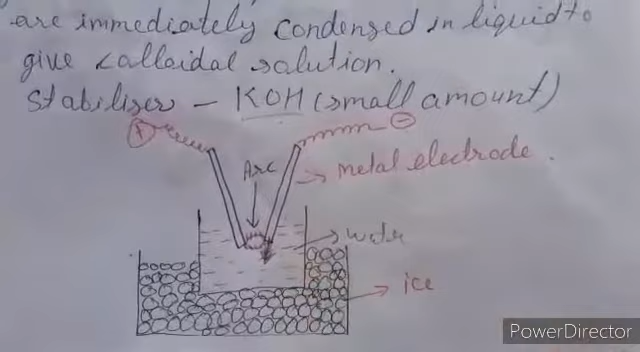 are immediately condensed in liquid to
give colloidal solution.
Stabiliser - KOH (small amount)
+
-
Arc
metal electrode.
water
ice
PowerDirector